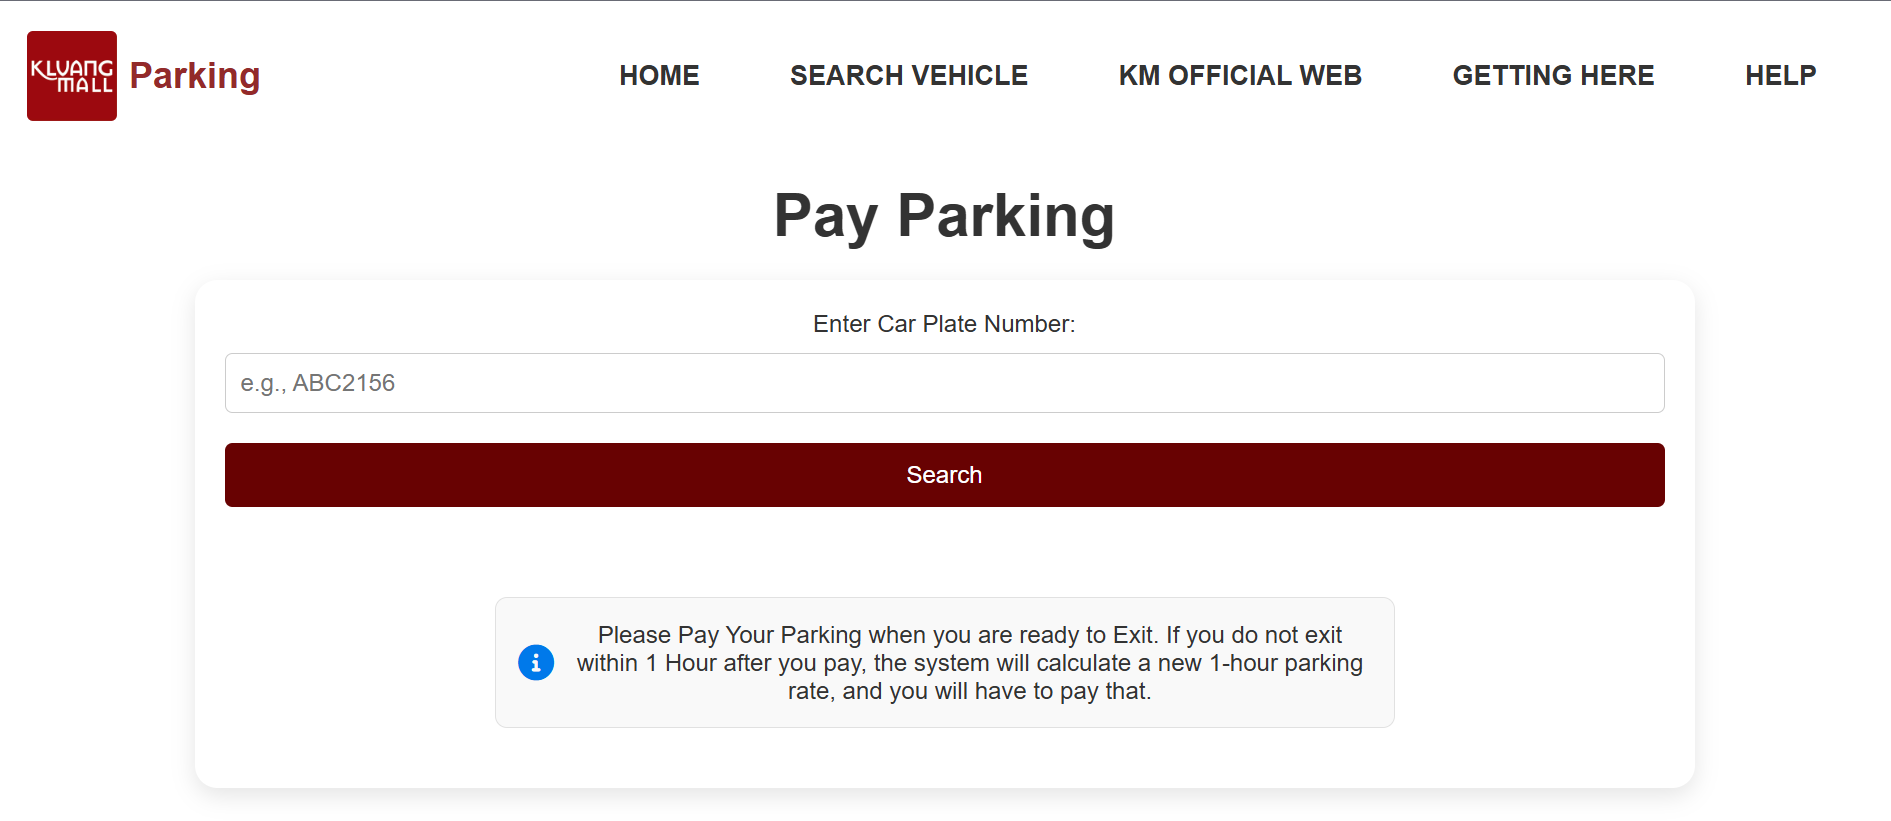 KLUANG
MALL
Parking
HOME
SEARCH VEHICLE
KM OFFICIAL WEB
GETTING HERE
HELP
Pay Parking
Enter Car Plate Number:
e.g., ABC2156
Search
Please Pay Your Parking when you are ready to Exit. If you do not exit
within 1 Hour after you pay, the system will calculate a new 1-hour parking
rate, and you will have to pay that.